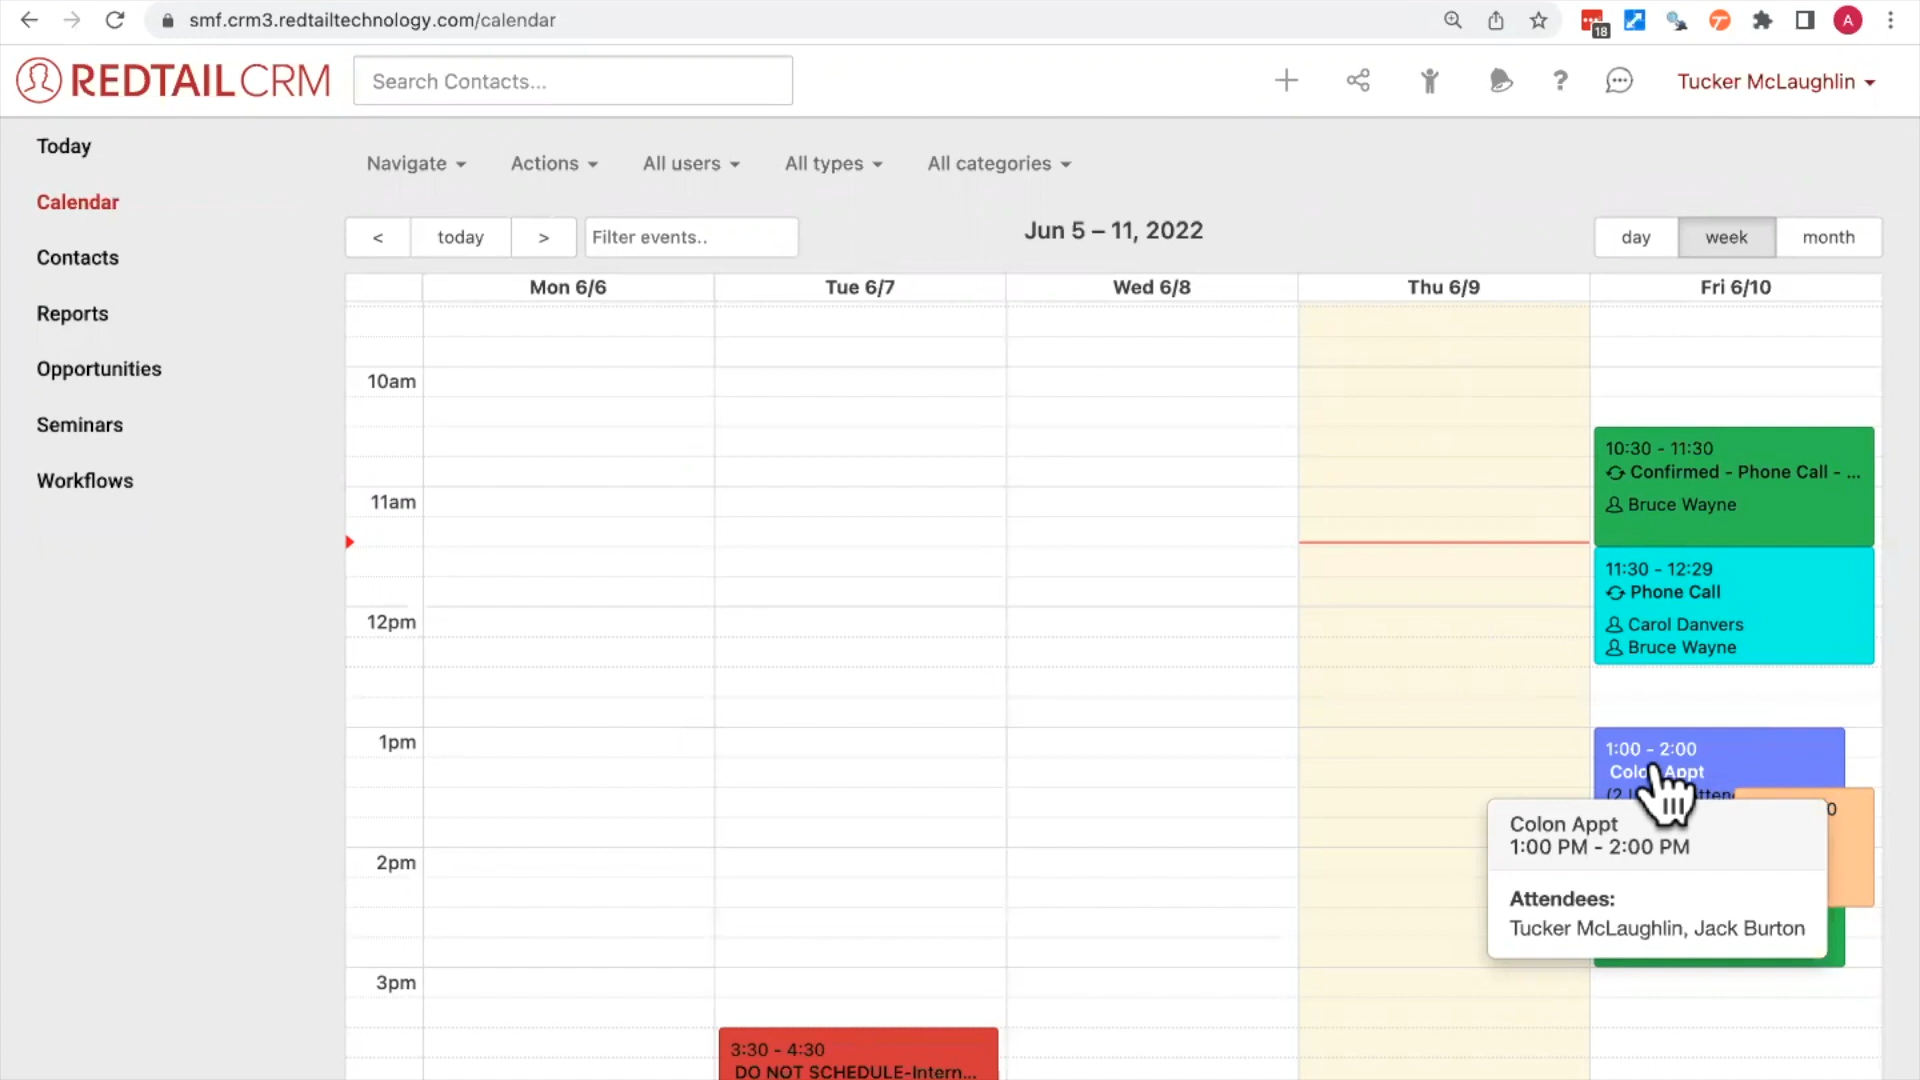 smf.crm3.redtailtechnology.com/calendar
18
A
REDTAILCRM
Search Contacts...
?
Tucker McLaughlin
Today
Calendar
Contacts
Reports
Opportunities
Seminars
Workflows
Navigate
Actions
All users
All types
All categories
<
today
>
Filter events..
Jun 5 – 11, 2022
day
week
month
Mon 6/6
Tue 6/7
Wed 6/8
Thu 6/9
Fri 6/10
10am
11am
12pm
1pm
2pm
3pm
10:30 - 11:30
Confirmed - Phone Call - ...
Bruce Wayne
11:30 - 12:29
Phone Call
Carol Danvers
Bruce Wayne
1:00 - 2:00
Colon Appt
Colon Appt
1:00 PM - 2:00 PM
Attendees:
Tucker McLaughlin, Jack Burton
3:30 - 4:30
DO NOT SCHEDULE-Intern...